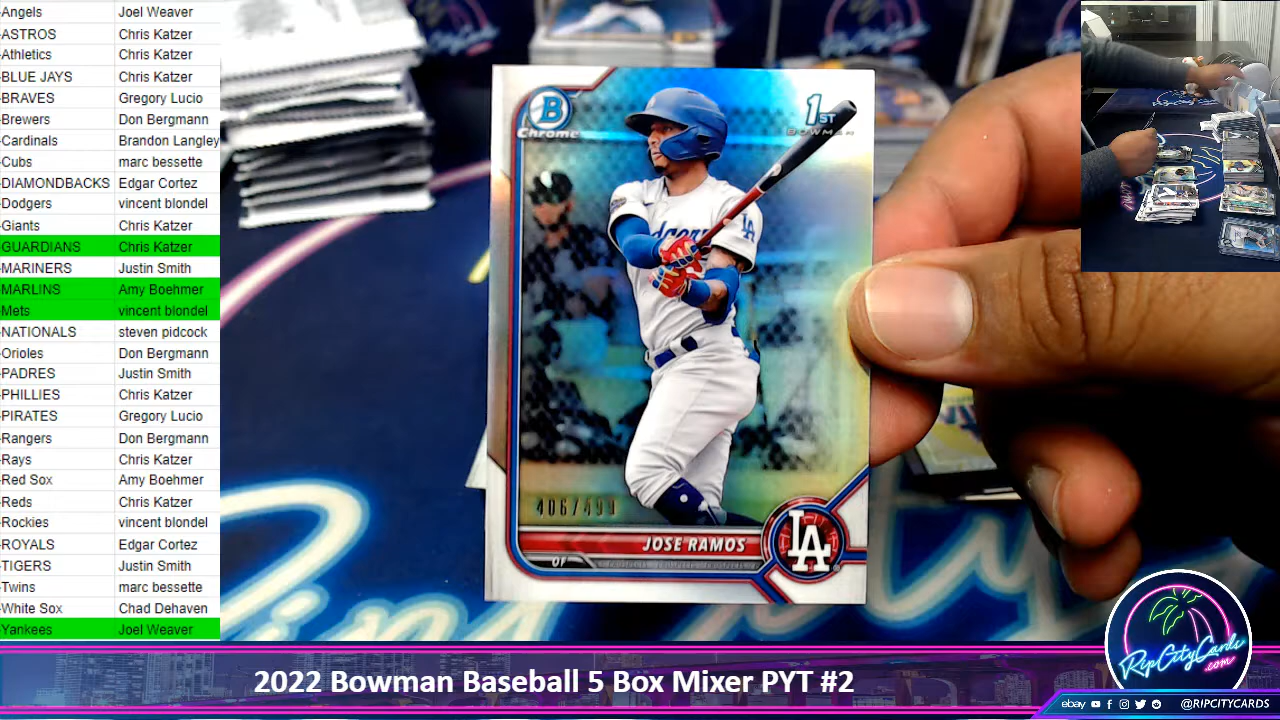 -Angels Joel Weaver
-ASTROS Chris Katzer
-Athletics Chris Katzer
-BLUE JAYS Chris Katzer
-BRAVES Gregory Lucio
-Brewers Don Bergmann
-Cardinals Brandon Langley
-Cubs marc bessette
-DIAMONDBACKS Edgar Cortez
-Dodgers vincent blondel
-Giants Chris Katzer
-GUARDIANS Chris Katzer
-MARINERS Justin Smith
-MARLINS Amy Boehmer
-Mets vincent blondel
-NATIONALS steven pidcock
-Orioles Don Bergmann
-PADRES Justin Smith
-PHILLIES Chris Katzer
-PIRATES Gregory Lucio
-Rangers Don Bergmann
-Rays Chris Katzer
-Red Sox Amy Boehmer
-Reds Chris Katzer
-Rockies vincent blondel
-ROYALS Edgar Cortez
-TIGERS Justin Smith
-Twins marc bessette
-White Sox Chad Dehaven
-Yankees Joel Weaver
B
Chrome
1ST
BOWMAN
Dodgers
LA
406/499
JOSE RAMOS
OF
LA
2022 Bowman Baseball 5 Box Mixer PYT #2
RipCityCards
.com
ebay
@RIPCITYCARDS